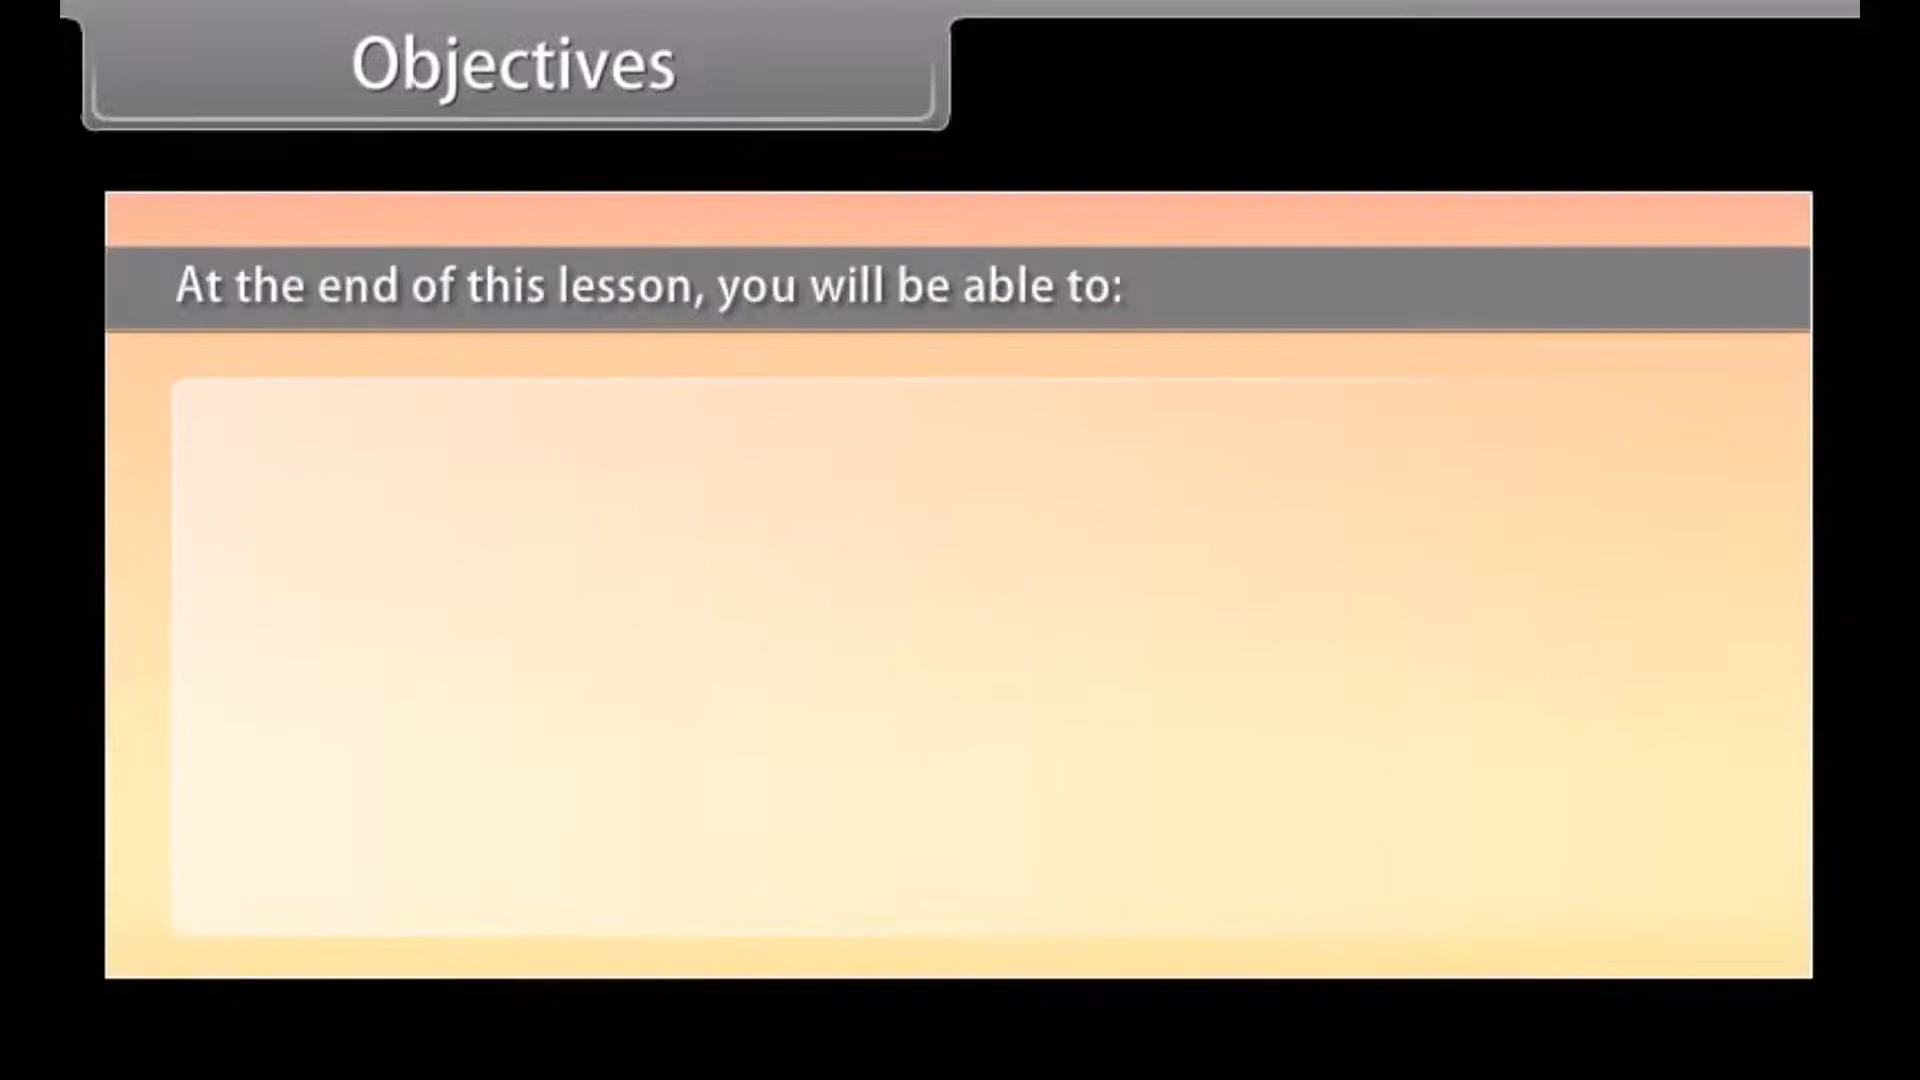 Objectives
At the end of this lesson, you will be able to: